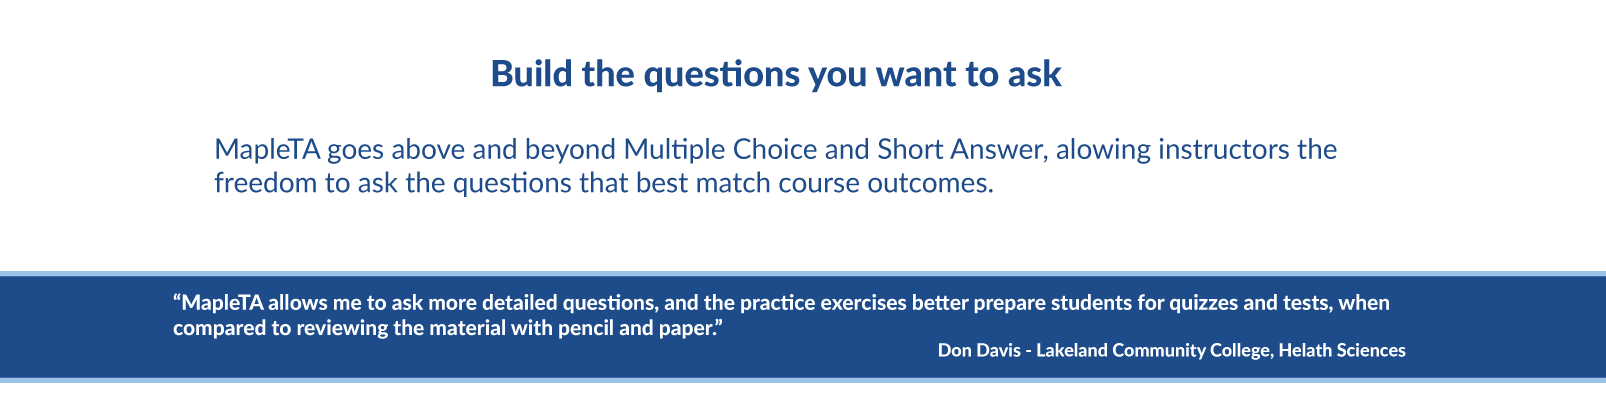 Build the questions you want to ask
MapleTA goes above and beyond Multiple Choice and Short Answer, alowing instructors the
freedom to ask the questions that best match course outcomes.
“MapleTA allows me to ask more detailed questions, and the practice exercises better prepare students for quizzes and tests, when
compared to reviewing the material with pencil and paper.”
Don Davis - Lakeland Community College, Helath Sciences